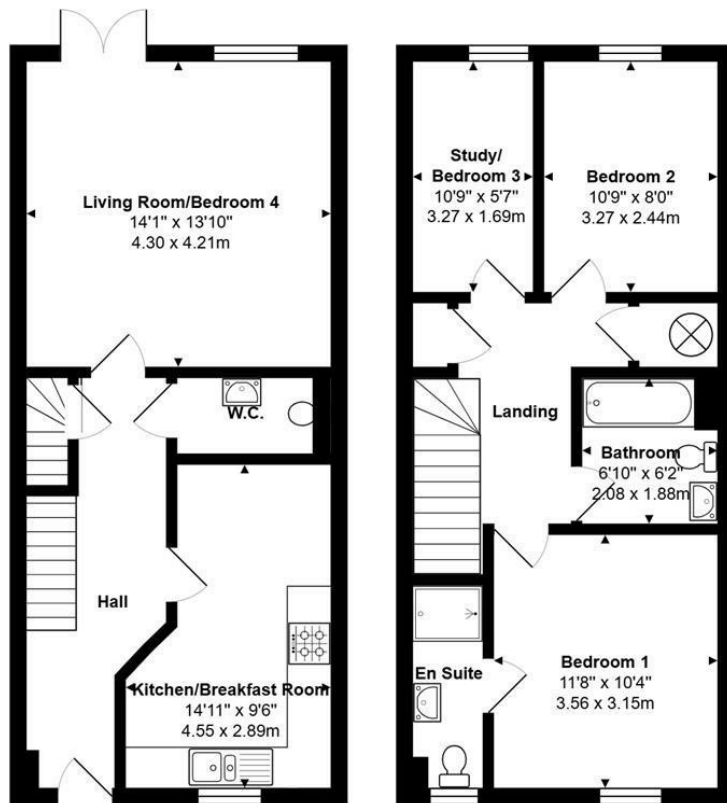 Living Room/Bedroom 4
14'1" x 13'10"
4.30 x 4.21m
W.C.
Hall
Kitchen/Breakfast Room
14'11" x 9'6"
4.55 x 2.89m
Study/
Bedroom 3
10'9" x 5'7"
3.27 x 1.69m
Bedroom 2
10'9" x 8'0"
3.27 x 2.44m
Landing
Bathroom
6'10" x 6'2"
2.08 x 1.88m
En Suite
Bedroom 1
11'8" x 10'4"
3.56 x 3.15m